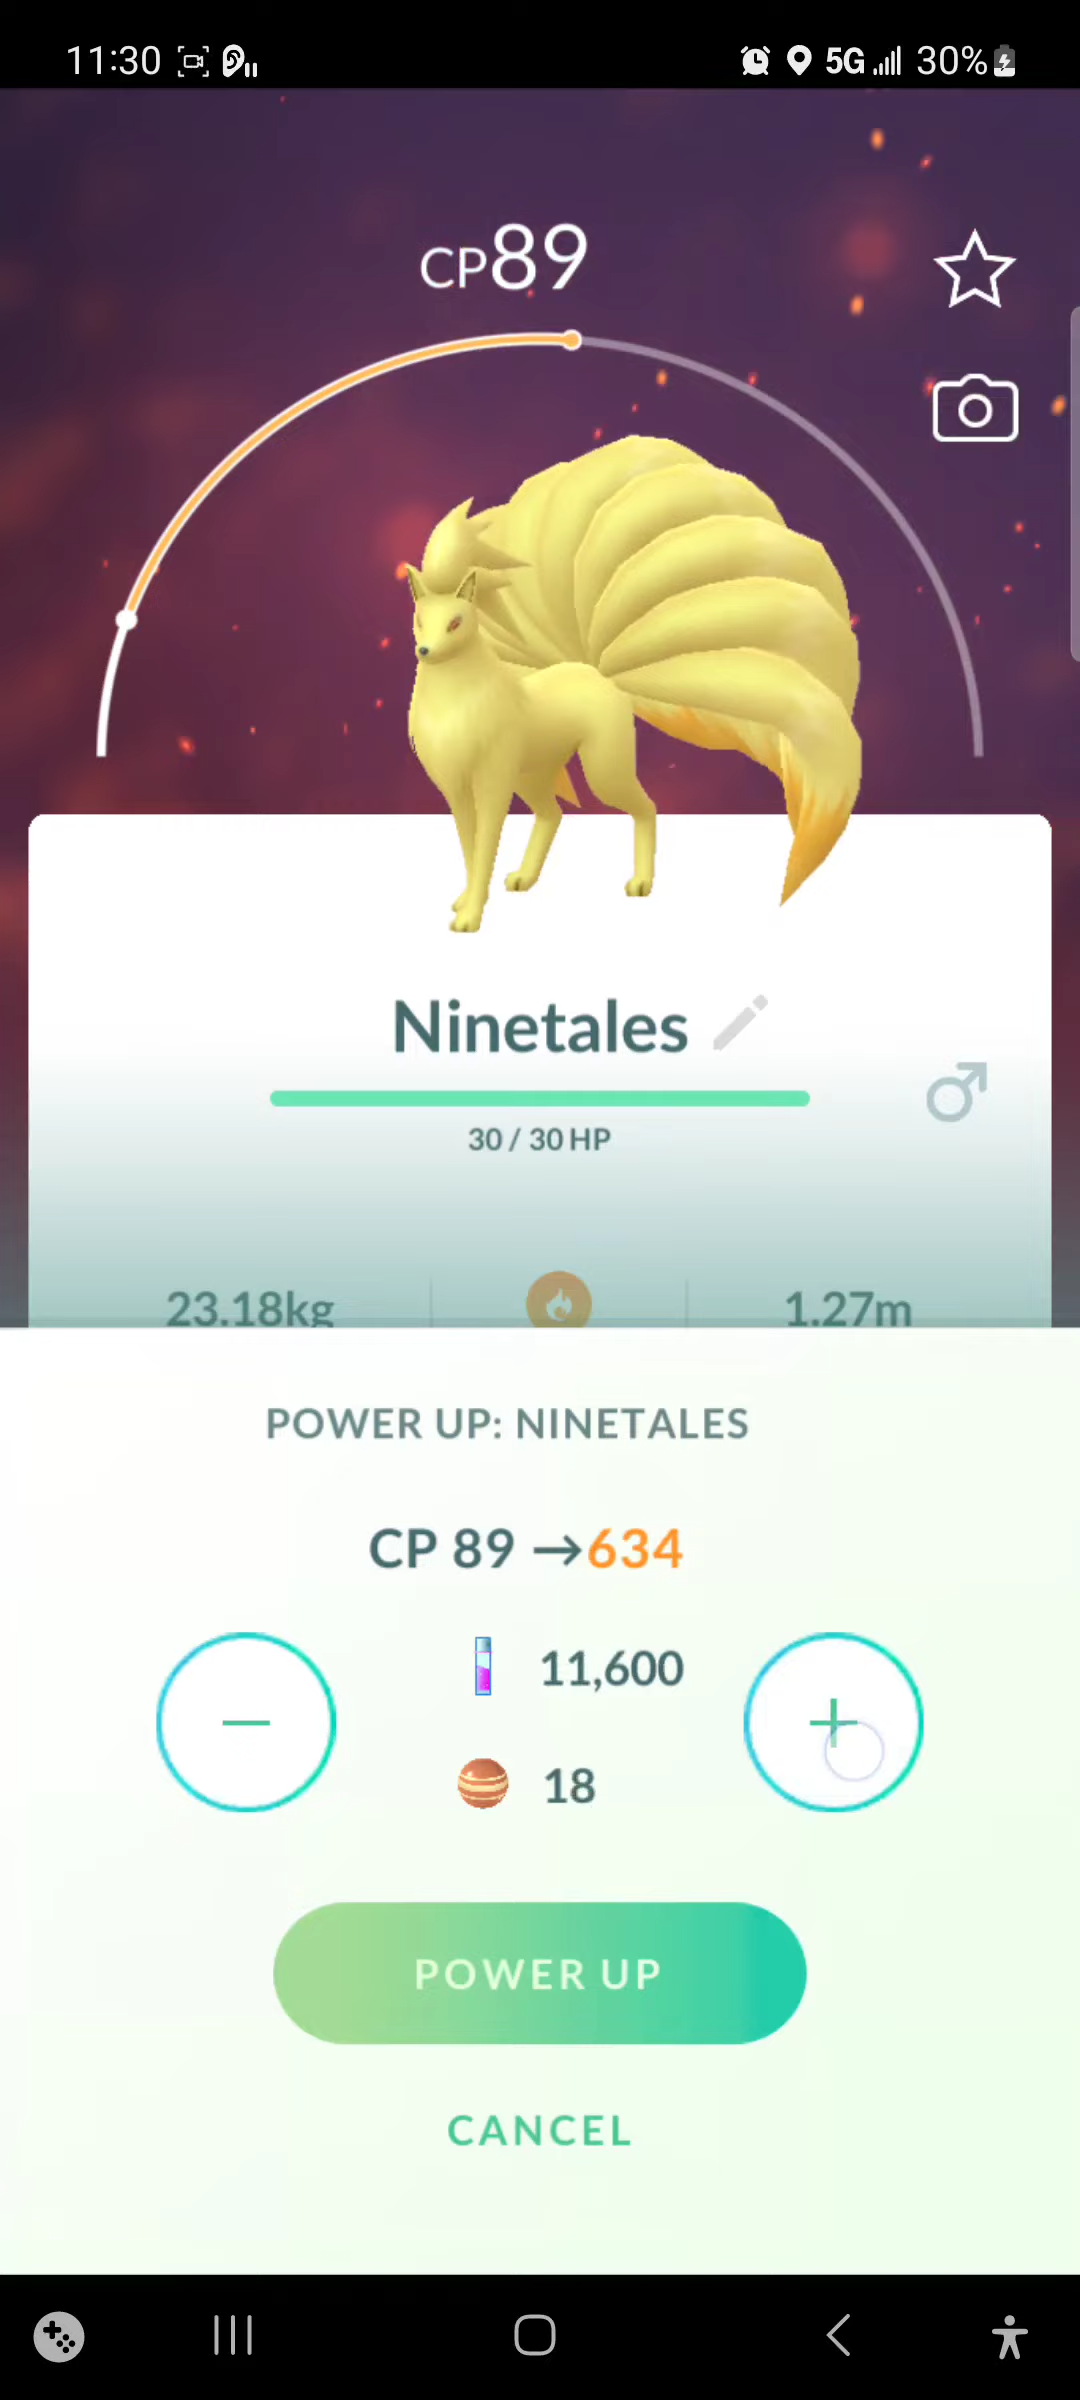 11:30 5G 30%
CP89
Ninetales
30 / 30 HP
23.18kg 1.27m
POWER UP: NINETALES
CP 89 →634
11,600
18
POWER UP
CANCEL